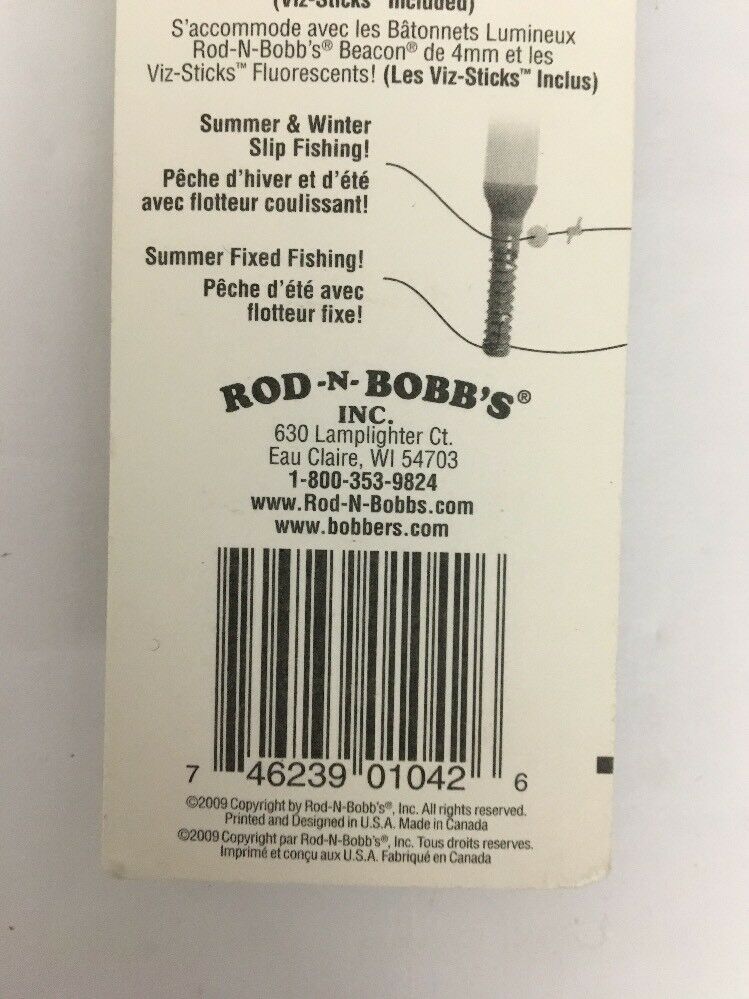 (Viz-Sticks™ Included)
S'accommode avec les Bâtonnets Lumineux
Rod-N-Bobb's® Beacon® de 4mm et les
Viz-Sticks™ Fluorescents! (Les Viz-Sticks™ Inclus)
Summer & Winter
Slip Fishing!
Pêche d'hiver et d'été
avec flotteur coulissant!
Summer Fixed Fishing!
Pêche d'été avec
flotteur fixe!
ROD-N-BOBB'S®
INC.
630 Lamplighter Ct.
Eau Claire, WI 54703
1-800-353-9824
www.Rod-N-Bobbs.com
www.bobbers.com
7 46239 01042 6
©2009 Copyright by Rod-N-Bobb's®, Inc. All rights reserved.
Printed and Designed in U.S.A. Made in Canada
©2009 Copyright par Rod-N-Bobb's®, Inc. Tous droits reserves.
Imprimé et conçu aux U.S.A. Fabriqué en Canada